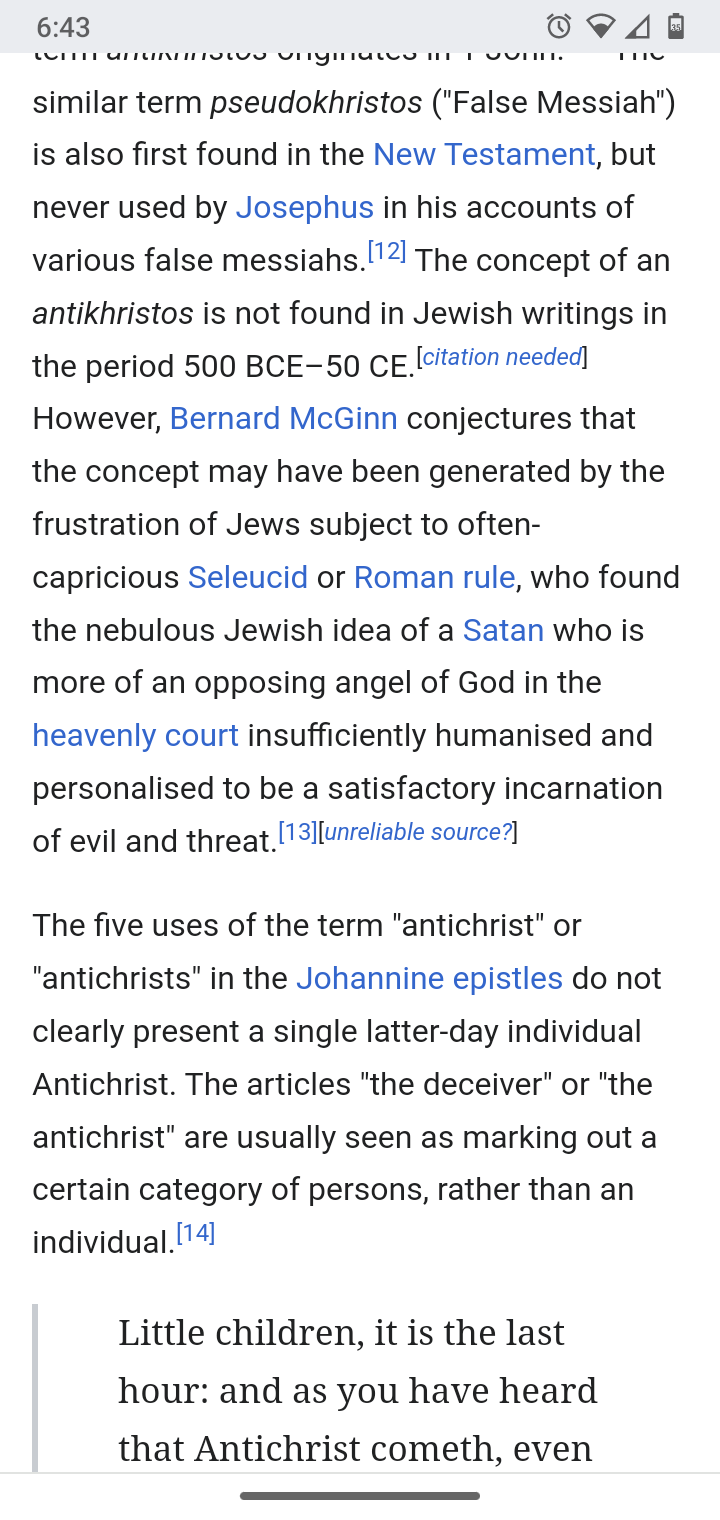 6:43
35
term antikhristos originates in 1 John. The
similar term pseudokhristos ("False Messiah")
is also first found in the New Testament, but
never used by Josephus in his accounts of
various false messiahs.[12] The concept of an
antikhristos is not found in Jewish writings in
the period 500 BCE–50 CE.[citation needed]
However, Bernard McGinn conjectures that
the concept may have been generated by the
frustration of Jews subject to often-
capricious Seleucid or Roman rule, who found
the nebulous Jewish idea of a Satan who is
more of an opposing angel of God in the
heavenly court insufficiently humanised and
personalised to be a satisfactory incarnation
of evil and threat.[13][unreliable source?]
The five uses of the term "antichrist" or
"antichrists" in the Johannine epistles do not
clearly present a single latter-day individual
Antichrist. The articles "the deceiver" or "the
antichrist" are usually seen as marking out a
certain category of persons, rather than an
individual.[14]
Little children, it is the last
hour: and as you have heard
that Antichrist cometh, even